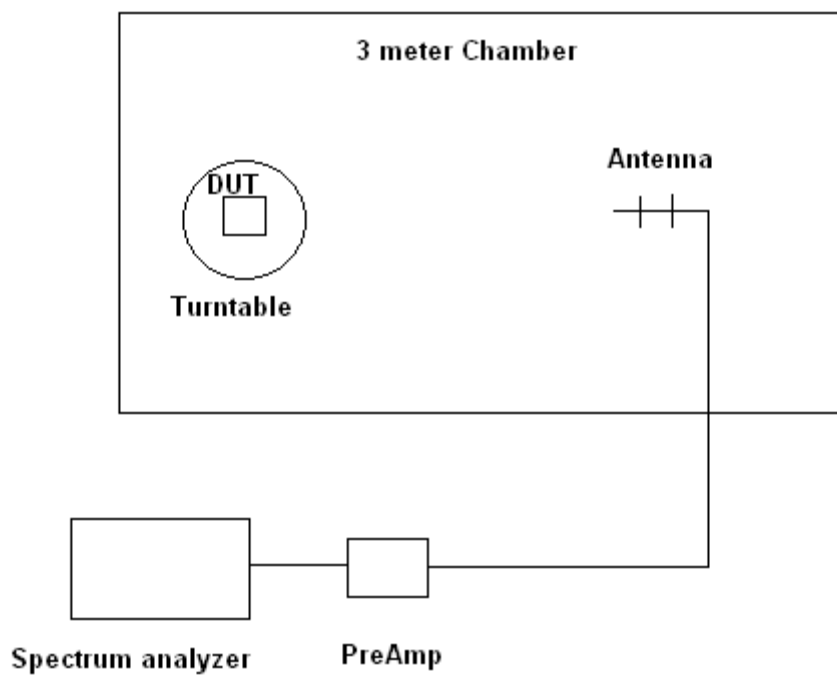 3 meter Chamber
Antenna
DUT
Turntable
Spectrum analyzer
PreAmp